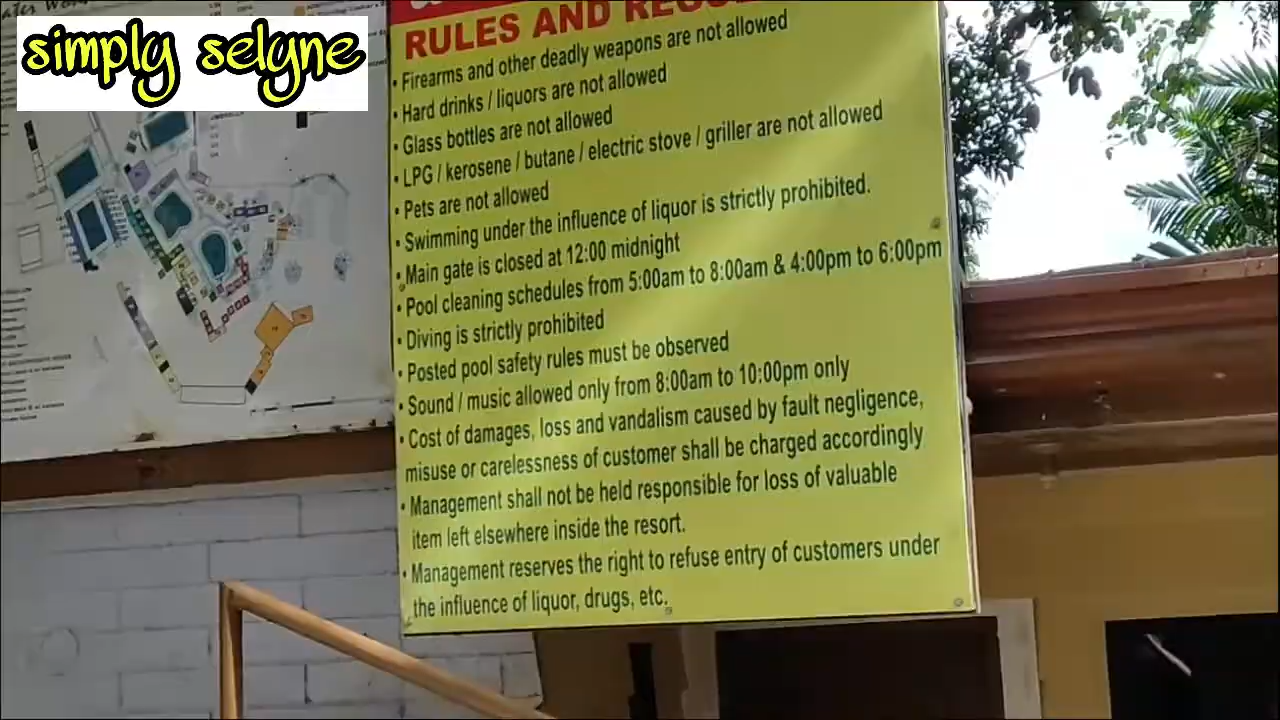 simply selyne
RULES AND
• Firearms and other deadly weapons are not allowed
• Hard drinks / liquors are not allowed
• Glass bottles are not allowed
• LPG / kerosene / butane / electric stove / griller are not allowed
• Pets are not allowed
• Swimming under the influence of liquor is strictly prohibited.
• Main gate is closed at 12:00 midnight
• Pool cleaning schedules from 5:00am to 8:00am & 4:00pm to 6:00pm
• Diving is strictly prohibited
• Posted pool safety rules must be observed
• Sound / music allowed only from 8:00am to 10:00pm only
• Cost of damages, loss and vandalism caused by fault negligence,
misuse or carelessness of customer shall be charged accordingly
• Management shall not be held responsible for loss of valuable
item left elsewhere inside the resort.
• Management reserves the right to refuse entry of customers under
the influence of liquor, drugs, etc.